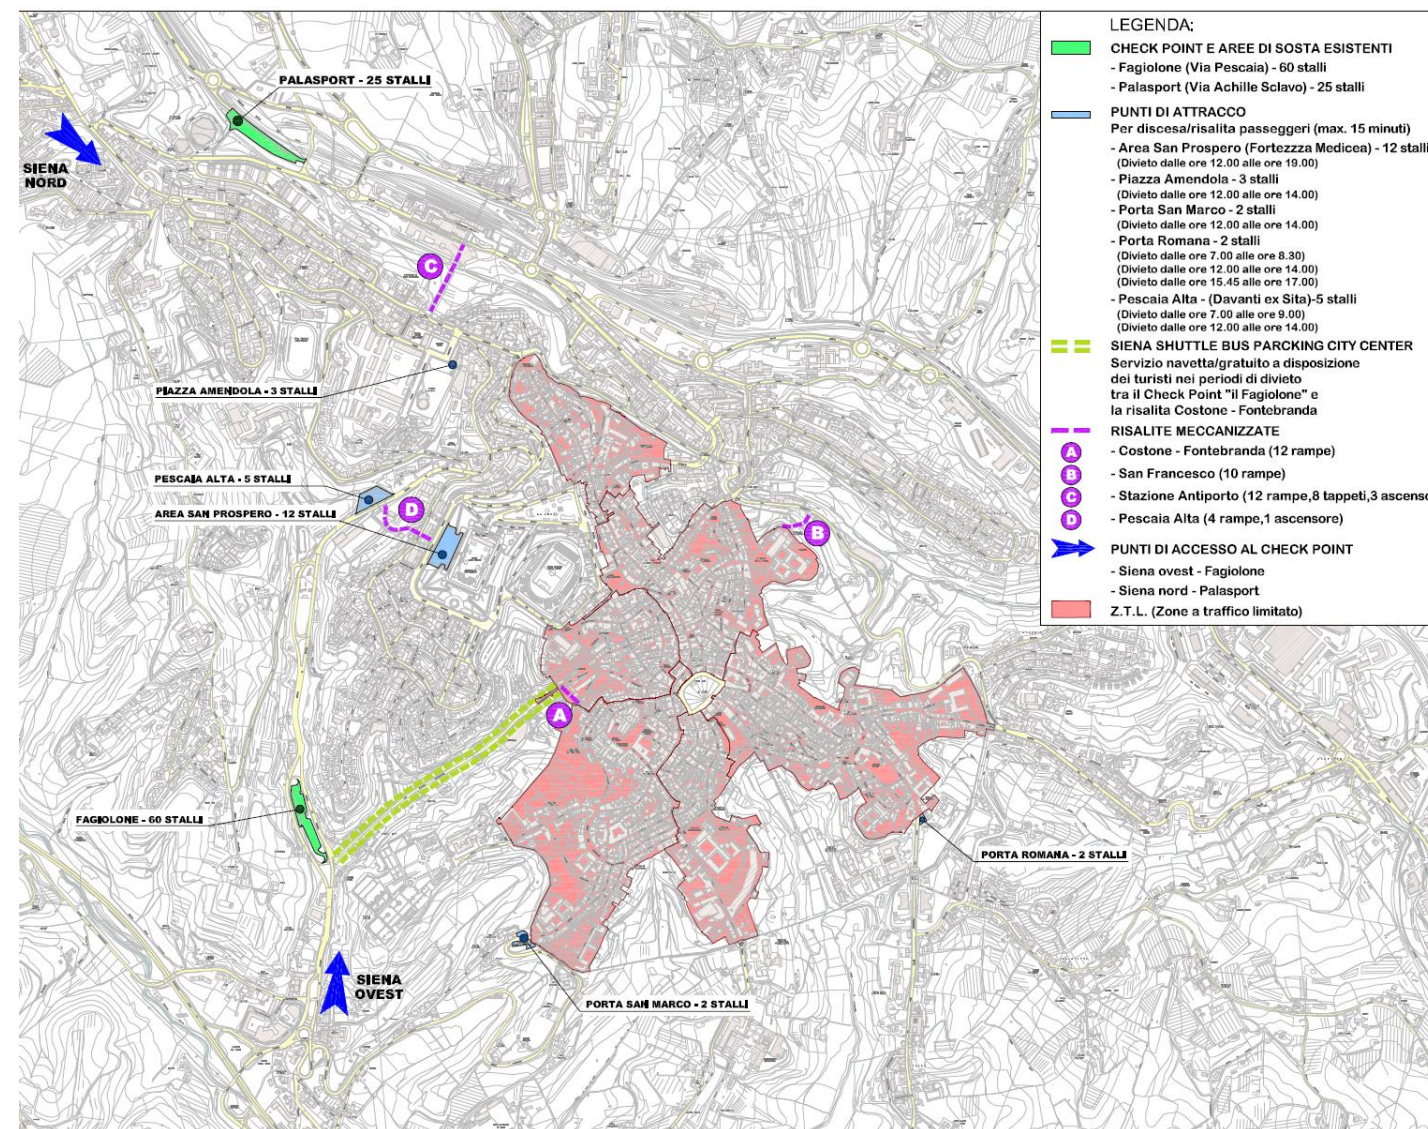 PALASPORT - 25 STALLI
SIENA
NORD
C
PIAZZA AMENDOLA - 3 STALLI
PESCAIA ALTA - 5 STALLI
AREA SAN PROSPERO - 12 STALLI
D
B
A
FAGIOLONE - 60 STALLI
PORTA ROMANA - 2 STALLI
SIENA
OVEST
PORTA SAN MARCO - 2 STALLI
LEGENDA:
CHECK POINT E AREE DI SOSTA ESISTENTI
- Fagiolone (Via Pescaia) - 60 stalli
- Palasport (Via Achille Sclavo) - 25 stalli
PUNTI DI ATTRACCO
Per discesa/risalita passeggeri (max. 15 minuti)
- Area San Prospero (Fortezzza Medicea) - 12 stalli
(Divieto dalle ore 12.00 alle ore 19.00)
- Piazza Amendola - 3 stalli
(Divieto dalle ore 12.00 alle ore 14.00)
- Porta San Marco - 2 stalli
(Divieto dalle ore 12.00 alle ore 14.00)
- Porta Romana - 2 stalli
(Divieto dalle ore 7.00 alle ore 8.30)
(Divieto dalle ore 12.00 alle ore 14.00)
(Divieto dalle ore 15.45 alle ore 17.00)
- Pescaia Alta - (Davanti ex Sita)-5 stalli
(Divieto dalle ore 7.00 alle ore 9.00)
(Divieto dalle ore 12.00 alle ore 14.00)
SIENA SHUTTLE BUS PARCKING CITY CENTER
Servizio navetta/gratuito a disposizione
dei turisti nei periodi di divieto
tra il Check Point "il Fagiolone" e
la risalita Costone - Fontebranda
RISALITE MECCANIZZATE
A - Costone - Fontebranda (12 rampe)
B - San Francesco (10 rampe)
C - Stazione Antiporto (12 rampe,8 tappeti,3 ascenso
D - Pescaia Alta (4 rampe,1 ascensore)
PUNTI DI ACCESSO AL CHECK POINT
- Siena ovest - Fagiolone
- Siena nord - Palasport
Z.T.L. (Zone a traffico limitato)